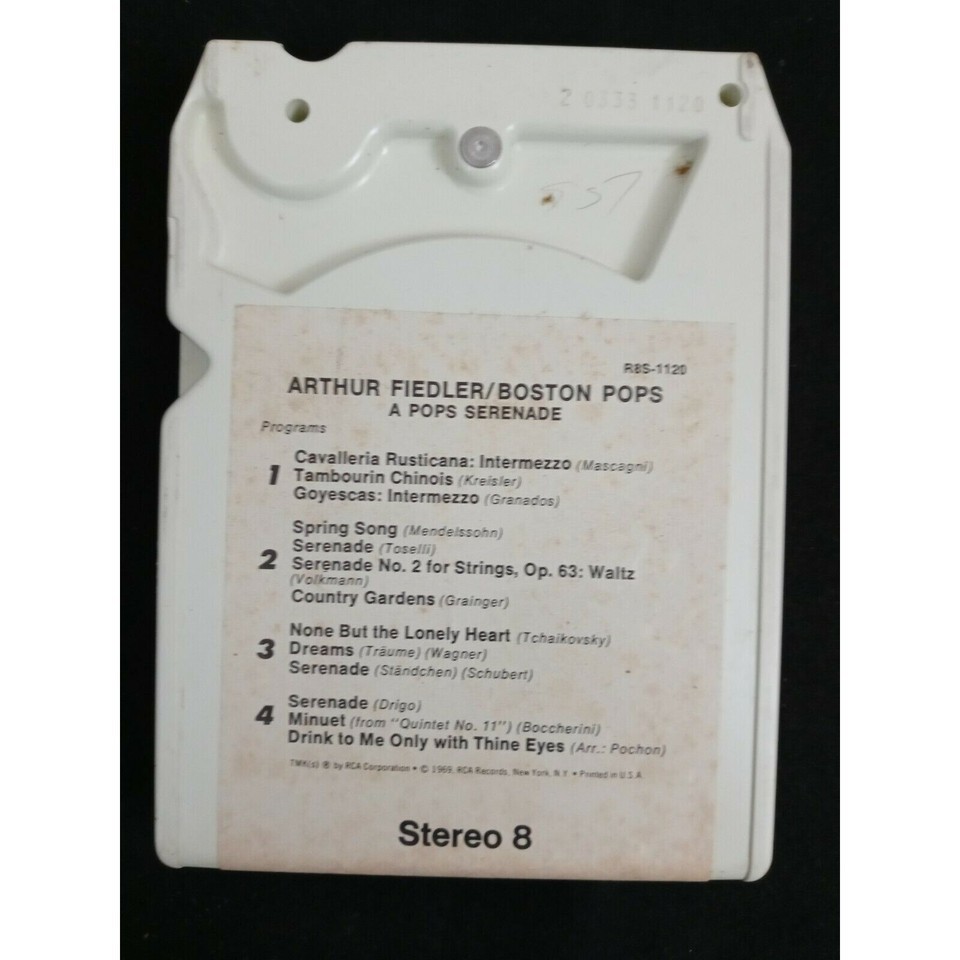 2 0333 1120
R8S-1120
ARTHUR FIEDLER/BOSTON POPS
A POPS SERENADE
Programs
1
Cavalleria Rusticana: Intermezzo (Mascagni)
Tambourin Chinois (Kreisler)
Goyescas: Intermezzo (Granados)
2
Spring Song (Mendelssohn)
Serenade (Toselli)
Serenade No. 2 for Strings, Op. 63: Waltz
(Volkmann)
Country Gardens (Grainger)
3
None But the Lonely Heart (Tchaikovsky)
Dreams (Träume) (Wagner)
Serenade (Ständchen) (Schubert)
4
Serenade (Drigo)
Minuet (from "Quintet No. 11") (Boccherini)
Drink to Me Only with Thine Eyes (Arr.: Pochon)
TMK(s) ® by RCA Corporation • © 1969, RCA Records, New York, N.Y. • Printed in U.S.A.
Stereo 8